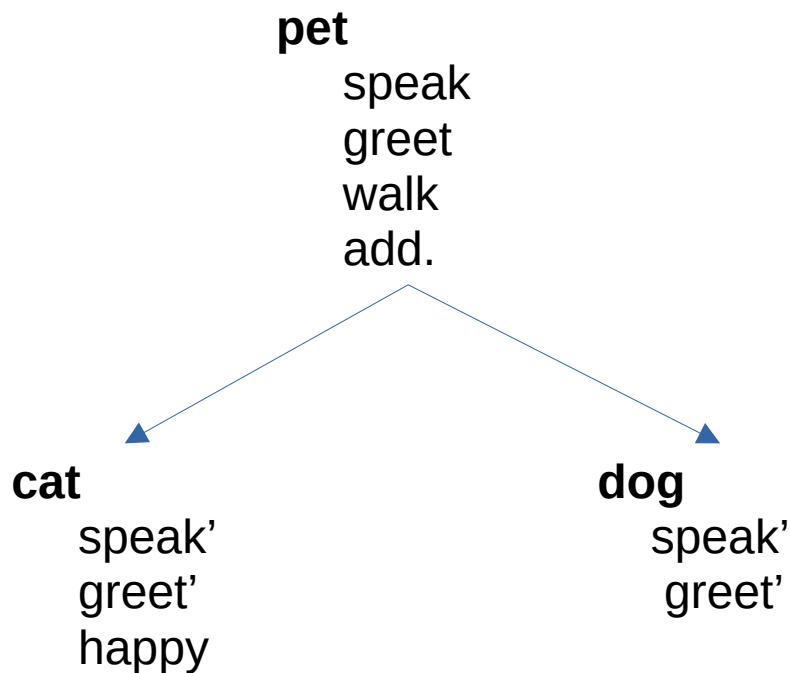 pet
speak
greet
walk
add.
cat
speak’
greet’
happy
dog
speak’
greet’